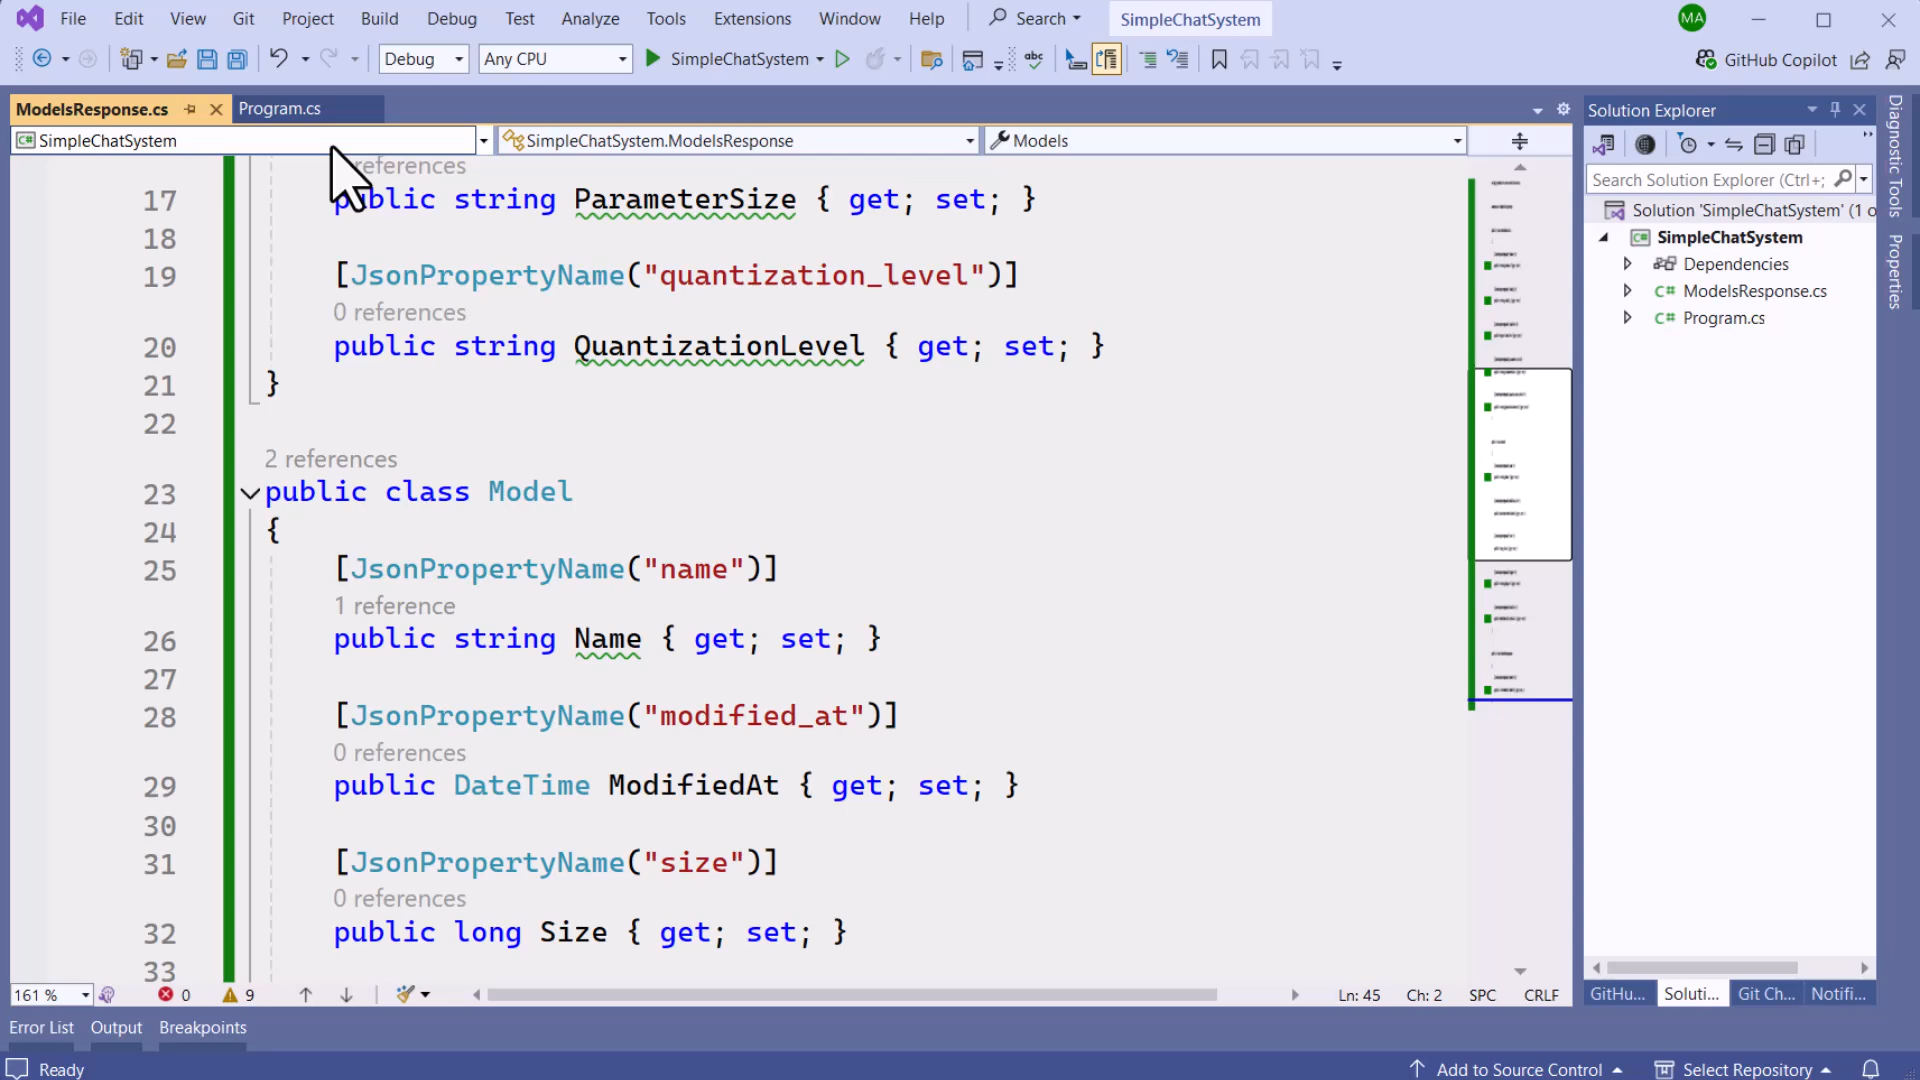 File Edit View Git Project Build Debug Test Analyze Tools Extensions Window Help Search SimpleChatSystem MA
Debug Any CPU SimpleChatSystem abc GitHub Copilot
ModelsResponse.cs Program.cs
SimpleChatSystem SimpleChatSystem.ModelsResponse Models
references
17 public string ParameterSize { get; set; }
18
19 [JsonPropertyName("quantization_level")]
0 references
20 public string QuantizationLevel { get; set; }
21 }
22
2 references
23 public class Model
24 {
25 [JsonPropertyName("name")]
1 reference
26 public string Name { get; set; }
27
28 [JsonPropertyName("modified_at")]
0 references
29 public DateTime ModifiedAt { get; set; }
30
31 [JsonPropertyName("size")]
0 references
32 public long Size { get; set; }
33
161 % 0 9 Ln: 45 Ch: 2 SPC CRLF
Solution Explorer
Search Solution Explorer (Ctrl+;
Solution 'SimpleChatSystem' (1 o
C# SimpleChatSystem
Dependencies
C# ModelsResponse.cs
C# Program.cs
GitHu... Soluti... Git Ch... Notifi...
Diagnostic Tools
Properties
Error List Output Breakpoints
Ready Add to Source Control Select Repository